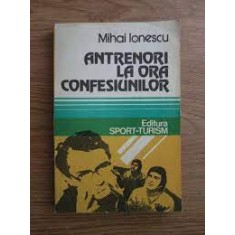 Mihai Ionescu
ANTRENORI
LA ORA
CONFESIUNILOR
Editura
SPORT-TURISM